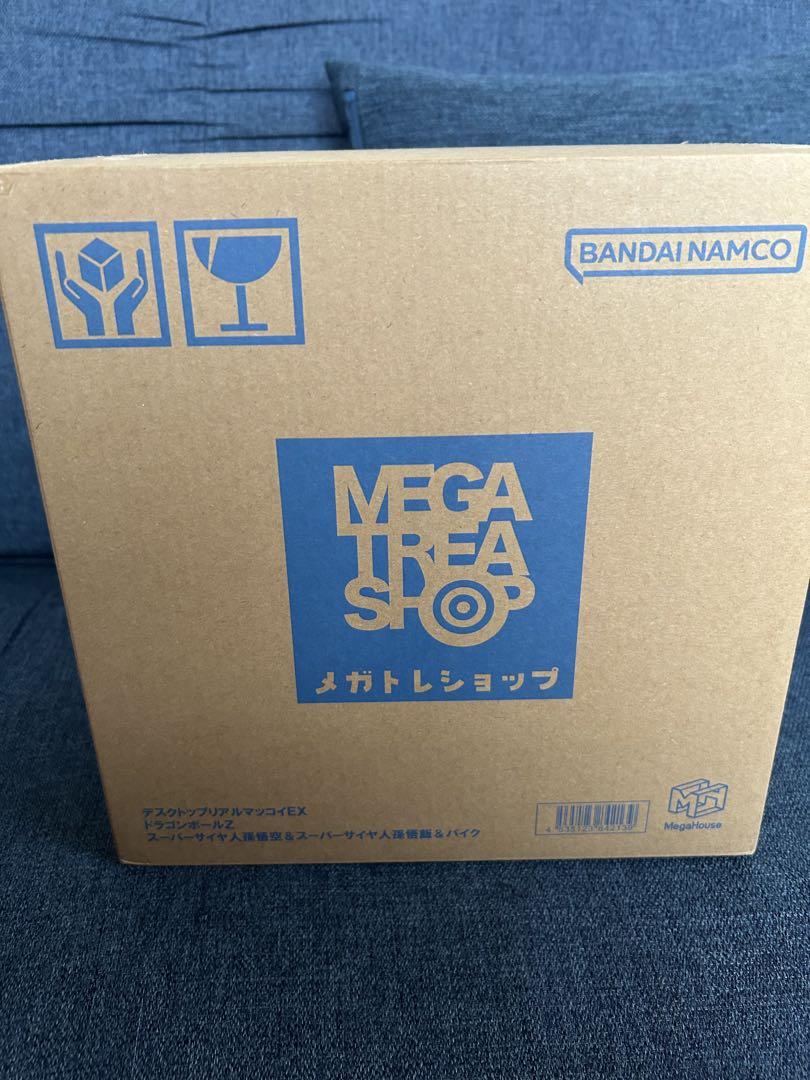 BANDAI NAMCO
MEGA
TREA
SHOP
メガトレショップ
デスクトップリアルマッコイEX
ドラゴンボールZ
スーパーサイヤ人孫悟空&スーパーサイヤ人孫悟飯&バイク
MH
MegaHouse